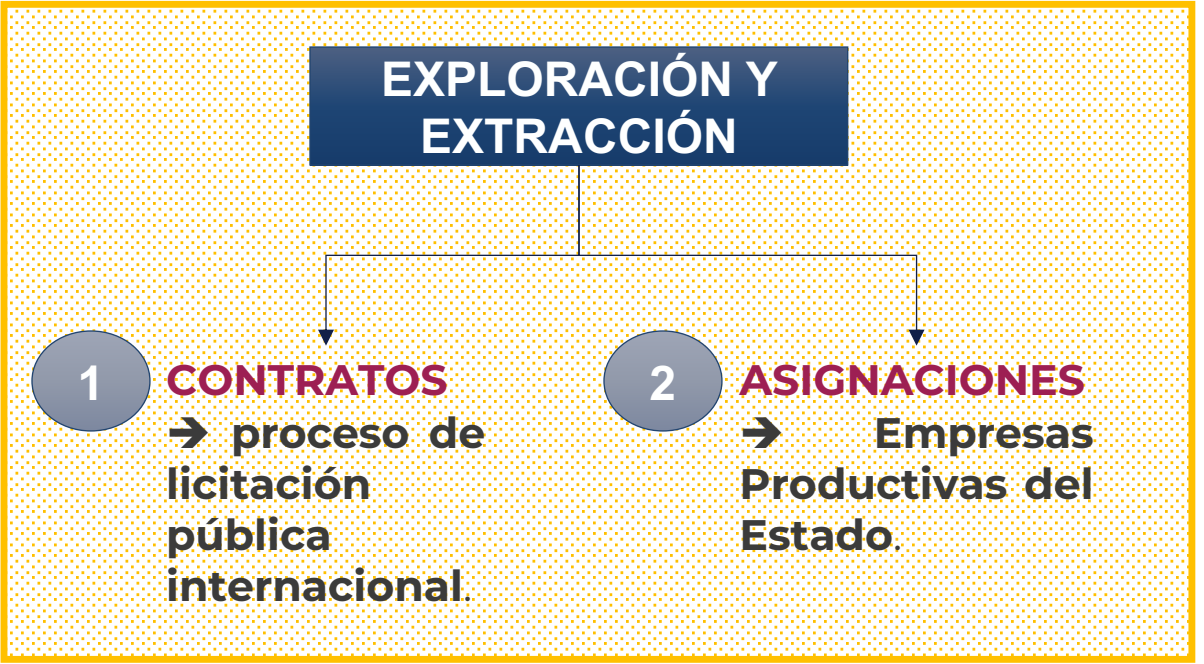 EXPLORACIÓN Y
EXTRACCIÓN
1
CONTRATOS
➔ proceso de
licitación
pública
internacional.
2
ASIGNACIONES
➔ Empresas
Productivas del
Estado.